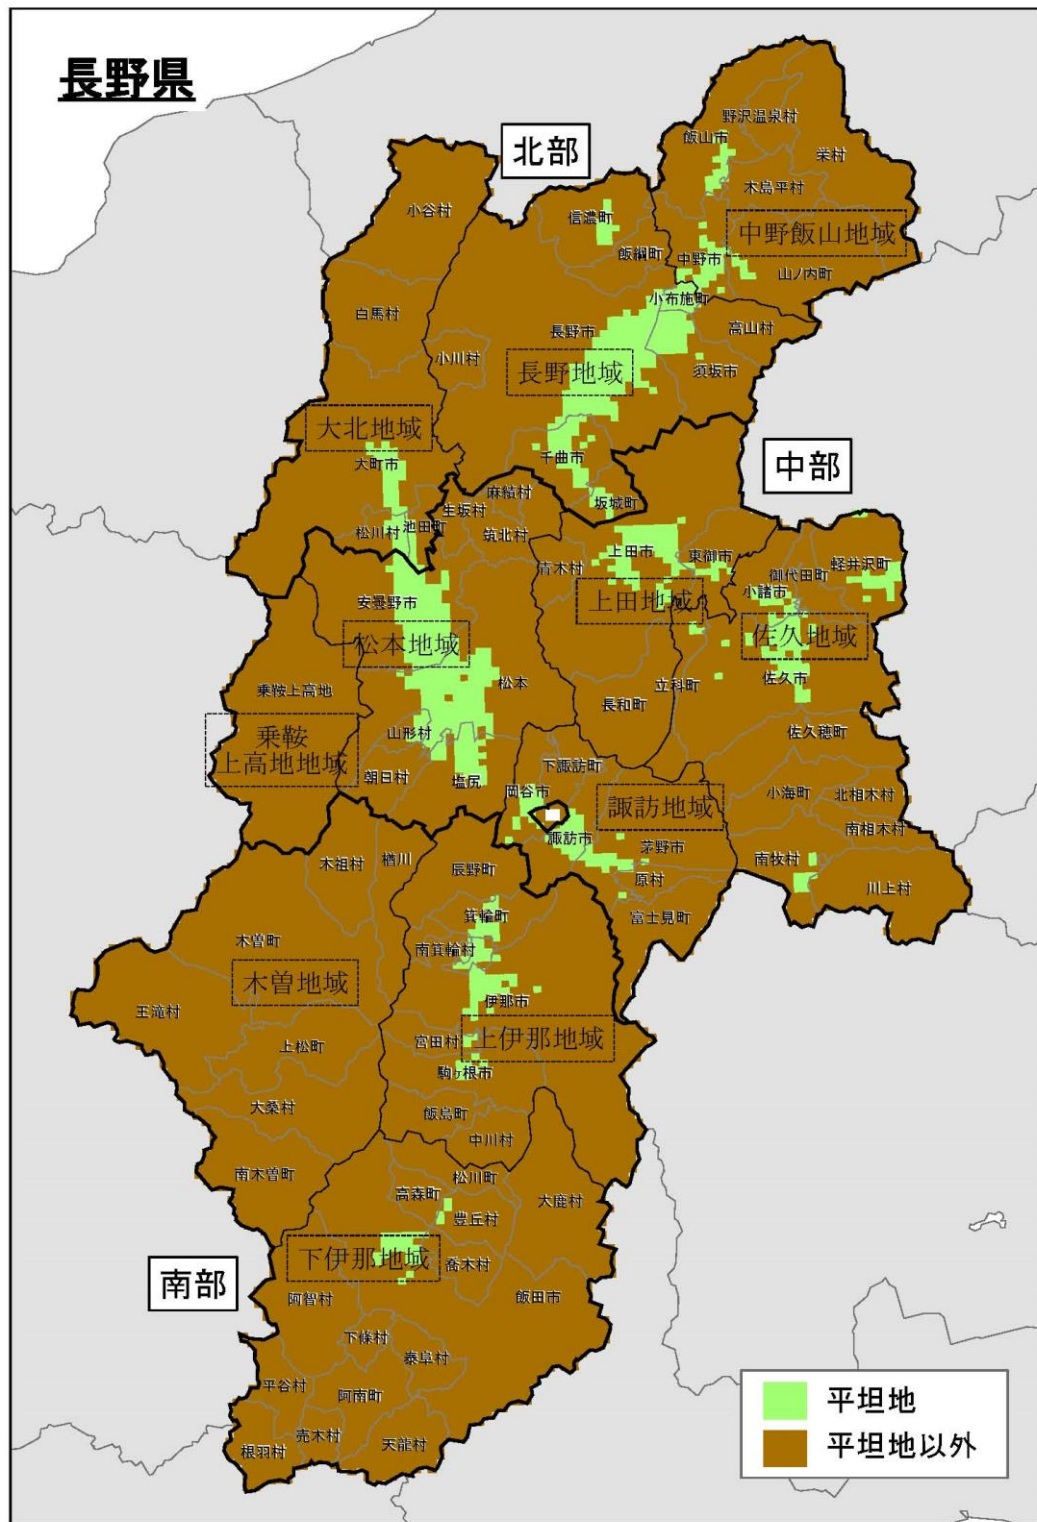 長野県
北部
野沢温泉村
飯山市
栄村
木島平村
小谷村
信濃町
中野飯山地域
飯綱町
中野市
山ノ内町
小布施町
白馬村
長野市
高山村
小川村
長野地域
須坂市
大北地域
大町市
千曲市
中部
麻績村
坂城町
生坂村
池田町
松川村
筑北村
上田市
東御市
青木村
御代田町
軽井沢町
小諸市
安曇野市
上田地域
松本地域
佐久地域
松本
佐久市
立科町
乗鞍上高地
長和町
乗鞍
上高地地域
山形村
佐久穂町
朝日村
塩尻
下諏訪町
岡谷市
諏訪地域
小海町
北相木村
南相木村
諏訪市
茅野市
木祖村
楢川
辰野町
原村
南牧村
川上村
箕輪町
富士見町
木曽町
南箕輪村
木曽地域
伊那市
王滝村
上伊那地域
宮田村
上松町
駒ヶ根市
大桑村
飯島町
中川村
南木曽町
松川町
高森町
大鹿村
豊丘村
下伊那地域
喬木村
南部
阿智村
飯田市
下條村
泰阜村
平谷村
阿南町
売木村
天龍村
根羽村
平坦地
平坦地以外